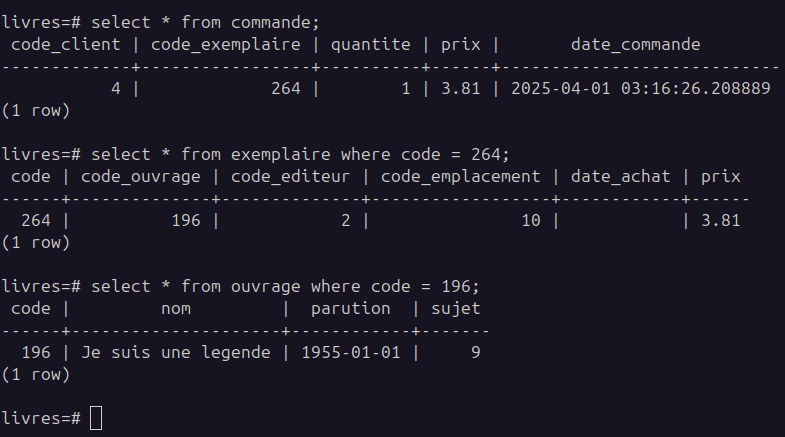 livres=# select * from commande;
 code_client | code_exemplaire | quantite | prix |       date_commande
-------------+-----------------+----------+------+----------------------------
           4 |             264 |        1 | 3.81 | 2025-04-01 03:16:26.208889
(1 row)
livres=# select * from exemplaire where code = 264;
 code | code_ouvrage | code_editeur | code_emplacement | date_achat | prix
------+--------------+--------------+------------------+------------+------
  264 |          196 |            2 |               10 |            | 3.81
(1 row)
livres=# select * from ouvrage where code = 196;
 code |         nom         |  parution  | sujet
------+---------------------+------------+-------
  196 | Je suis une legende | 1955-01-01 |     9
(1 row)
livres=#